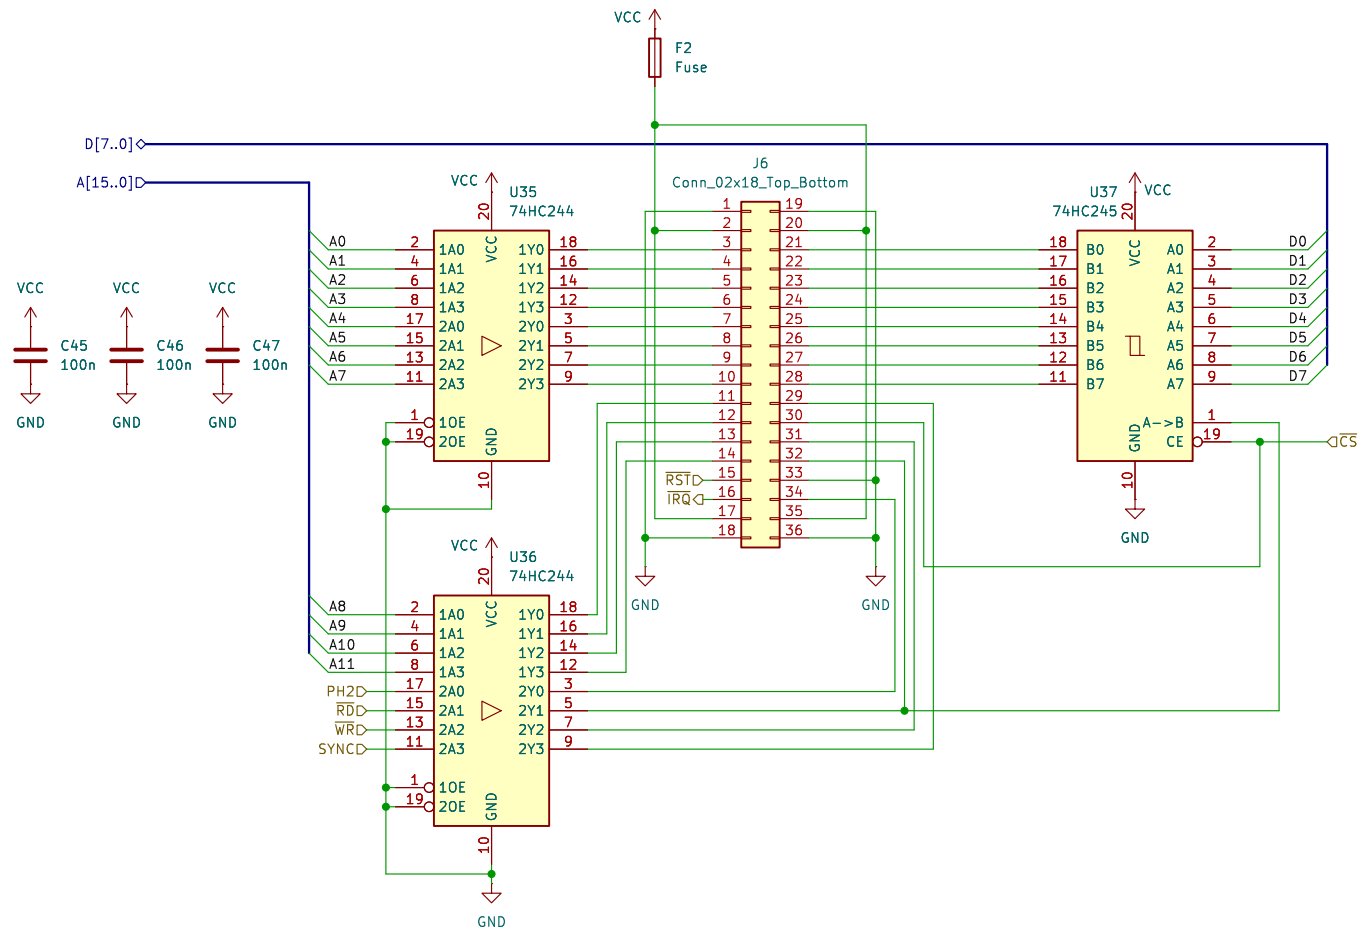 VCC
F2
Fuse
D[7..0]
A[15..0]
J6
Conn_02x18_Top_Bottom
VCC
U35
74HC244
20
VCC
GND
A0 2 1A0 1Y0 18
A1 4 1A1 1Y1 16
A2 6 1A2 1Y2 14
A3 8 1A3 1Y3 12
A4 17 2A0 2Y0 3
A5 15 2A1 2Y1 5
A6 13 2A2 2Y2 7
A7 11 2A3 2Y3 9
1 1OE
19 2OE
10
1 19
2 20
3 21
4 22
5 23
6 24
7 25
8 26
9 27
10 28
11 29
12 30
13 31
14 32
RST 15 33
IRQ 16 34
17 35
18 36
GND
GND
U37
74HC245
VCC
20
VCC
GND
18 B0 A0 2 D0
17 B1 A1 3 D1
16 B2 A2 4 D2
15 B3 A3 5 D3
14 B4 A4 6 D4
13 B5 A5 7 D5
12 B6 A6 8 D6
11 B7 A7 9 D7
A->B 1
CE 19 CS
10
GND
VCC
C45
100n
GND
VCC
C46
100n
GND
VCC
C47
100n
GND
VCC
U36
74HC244
20
VCC
GND
A8 2 1A0 1Y0 18
A9 4 1A1 1Y1 16
A10 6 1A2 1Y2 14
A11 8 1A3 1Y3 12
PH2 17 2A0 2Y0 3
RD 15 2A1 2Y1 5
WR 13 2A2 2Y2 7
SYNC 11 2A3 2Y3 9
1 1OE
19 2OE
10
GND